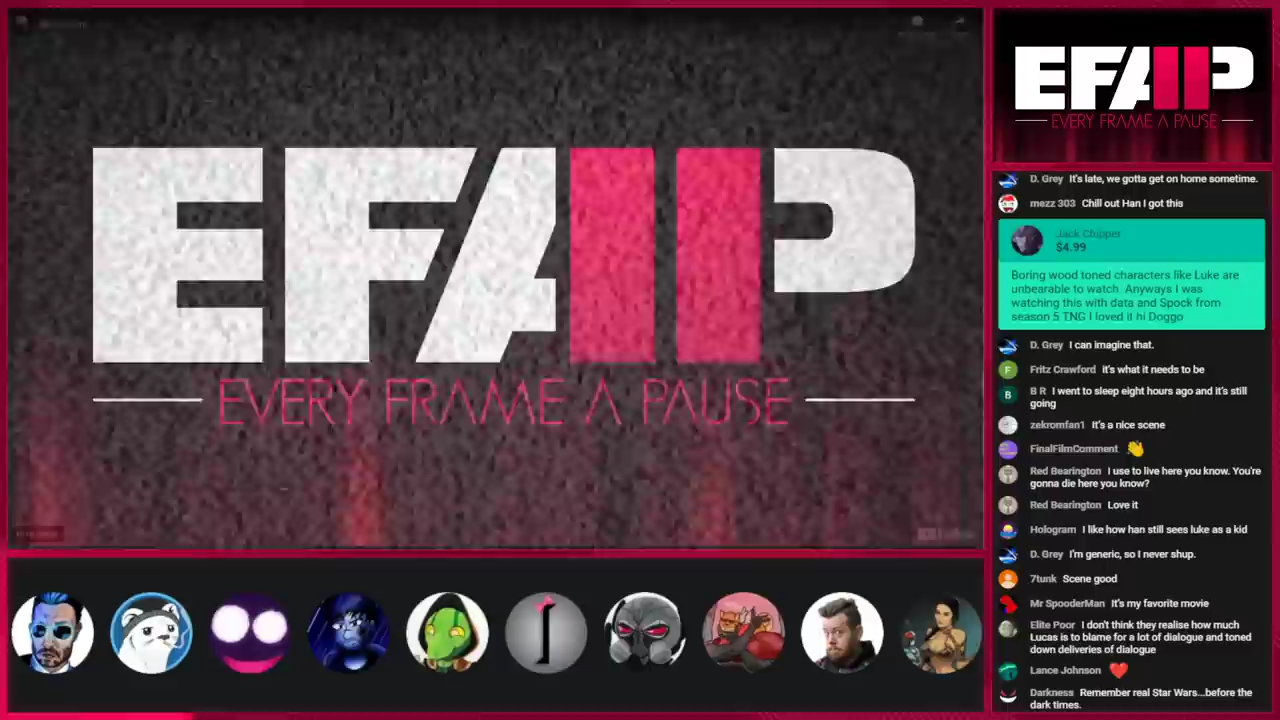 EFAP
EVERY FRAME A PAUSE
EFAP
EVERY FRAME A PAUSE
D. Grey It's late, we gotta get on home sometime.
mezz 303 Chill out Han I got this
Jack Chipper
$4.99
Boring wood toned characters like Luke are
unbearable to watch. Anyways I was
watching this with data and Spock from
season 5 TNG I loved it hi Doggo
D. Grey I can imagine that.
F
Fritz Crawford it's what it needs to be
B
B R I went to sleep eight hours ago and it's still
going
zekromfan1 It's a nice scene
FinalFilmComment 👏
Red Bearington I use to live here you know. You're
gonna die here you know?
Red Bearington Love it
Hologram I like how han still sees luke as a kid
D. Grey I'm generic, so I never shup.
7tunk Scene good
Mr SpooderMan It's my favorite movie
Elite Poor I don't think they realise how much
Lucas is to blame for a lot of dialogue and toned
down deliveries of dialogue
Lance Johnson ❤️
Darkness Remember real Star Wars...before the
dark times.